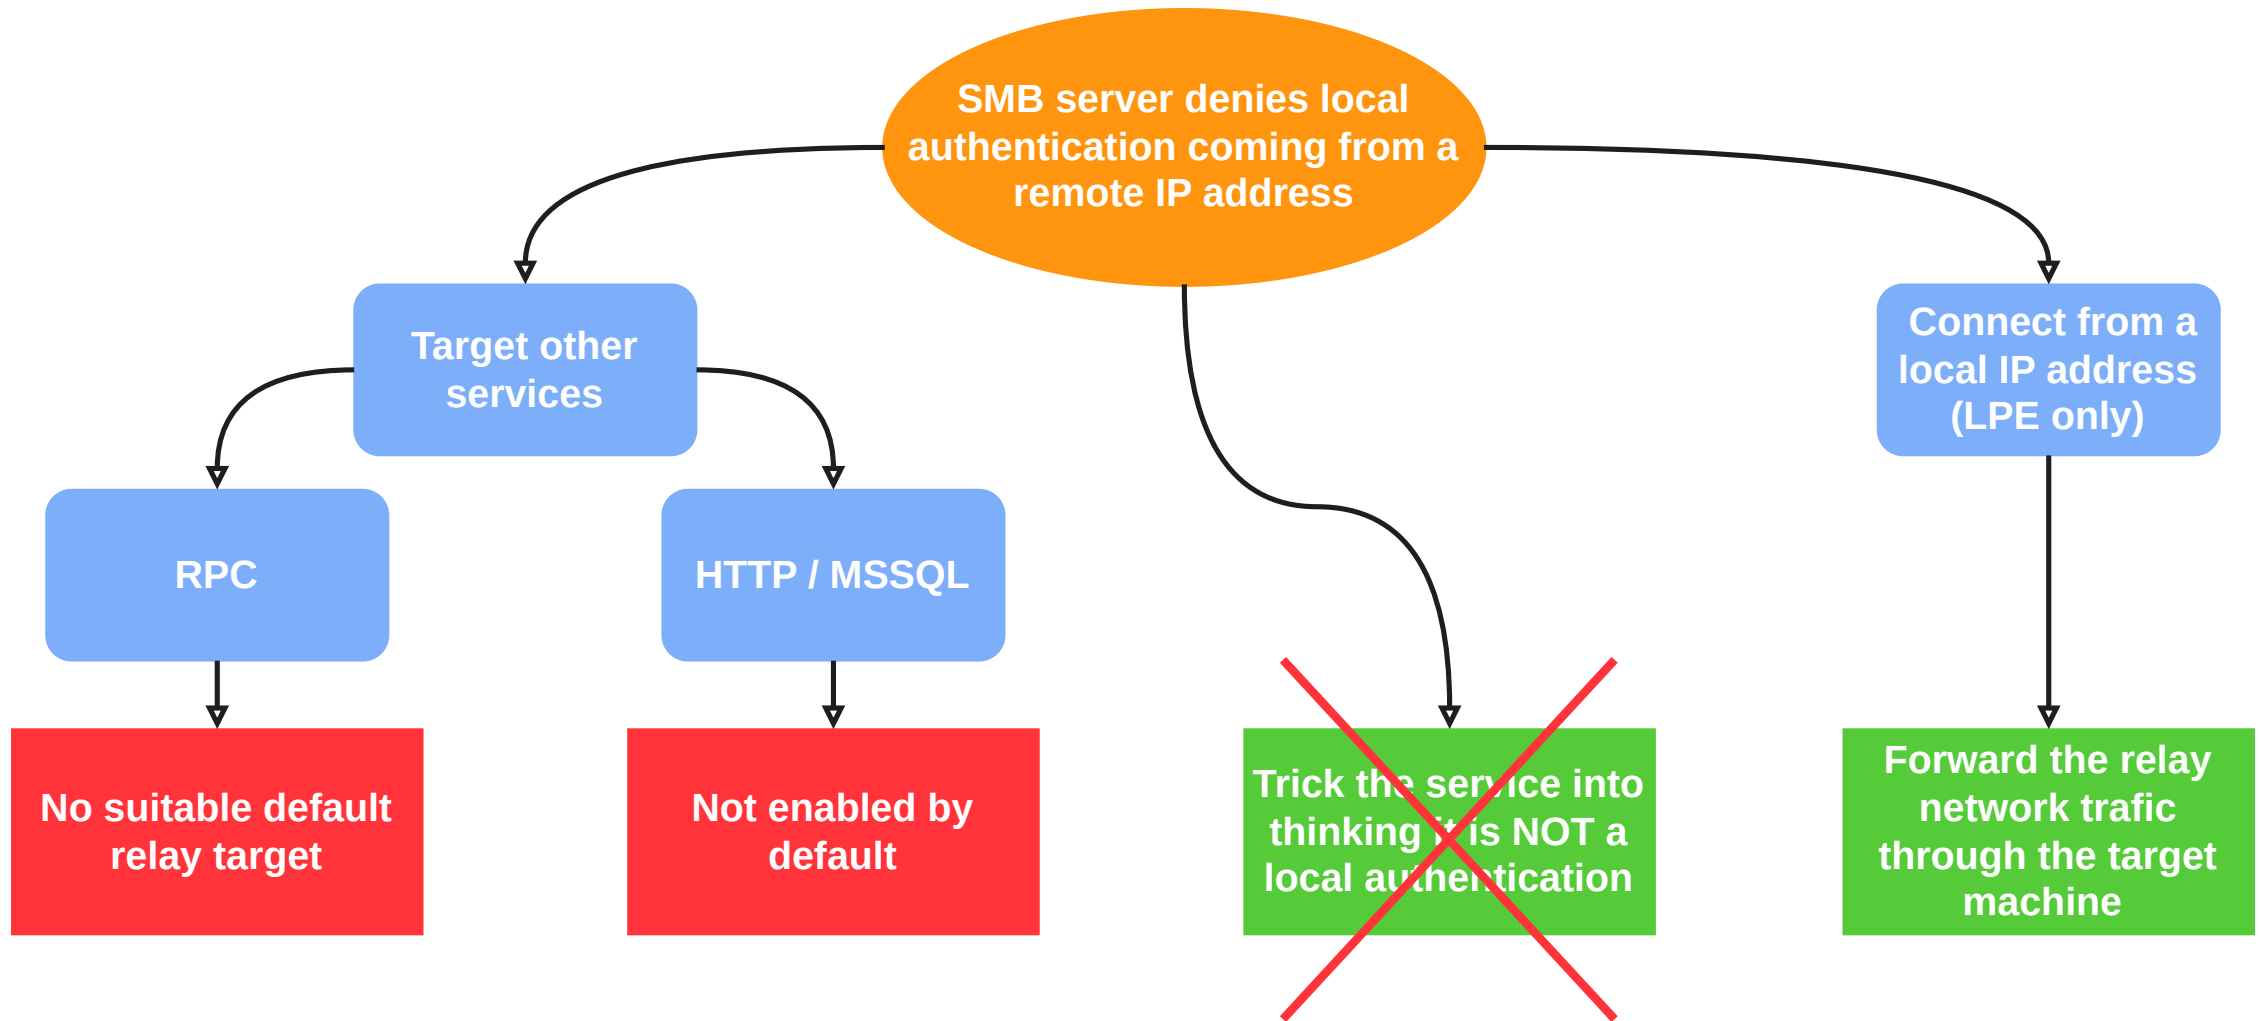 SMB server denies local
authentication coming from a
remote IP address
Target other
services
Connect from a
local IP address
(LPE only)
RPC
HTTP / MSSQL
No suitable default
relay target
Not enabled by
default
Trick the service into
thinking it is NOT a
local authentication
Forward the relay
network trafic
through the target
machine